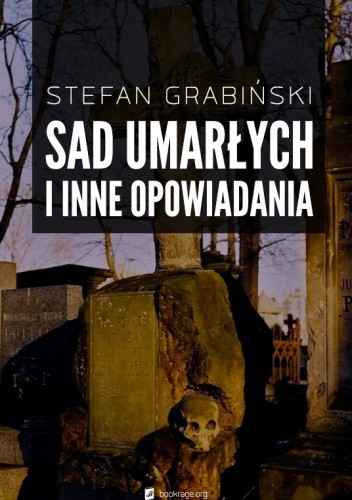 STEFAN GRABIŃSKI
SAD UMARŁYCH
I INNE OPOWIADANIA
bookrage.org